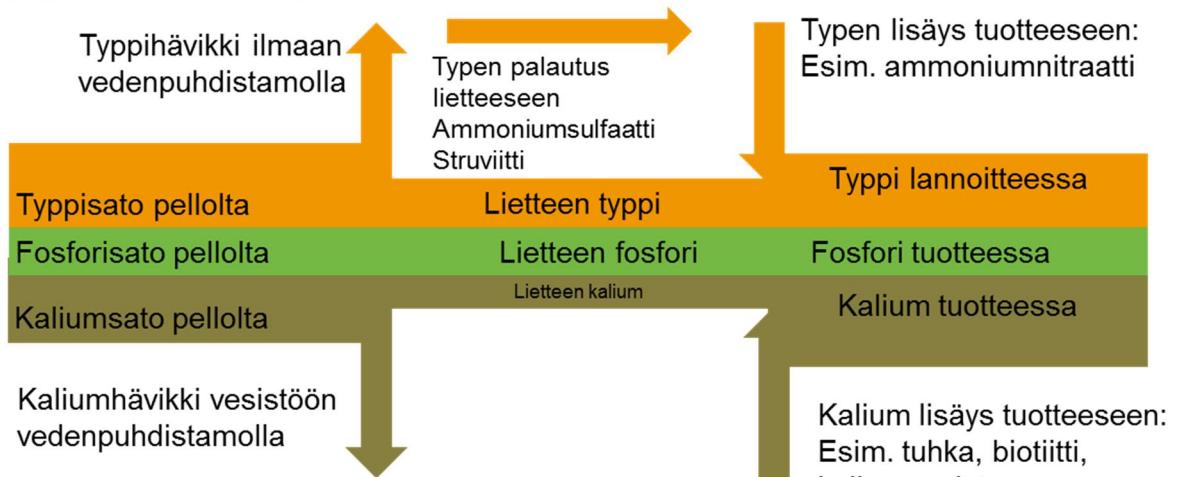 Typpihävikki ilmaan
vedenpuhdistamolla
Typen palautus
lietteeseen
Ammoniumsulfaatti
Struviitti
Typen lisäys tuotteeseen:
Esim. ammoniumnitraatti
Typpisato pellolta
Lietteen typpi
Typpi lannoitteessa
Fosforisato pellolta
Lietteen fosfori
Fosfori tuotteessa
Kaliumsato pellolta
Lietteen kalium
Kalium tuotteessa
Kaliumhävikki vesistöön
vedenpuhdistamolla
Kalium lisäys tuotteeseen:
Esim. tuhka, biotiitti,